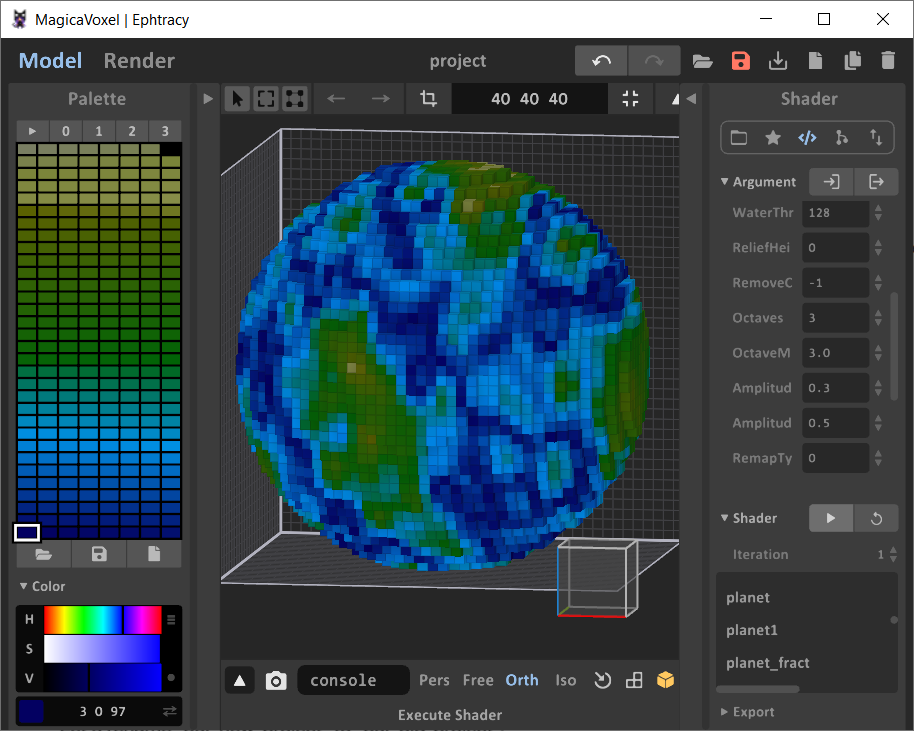 MagicaVoxel | Ephtracy
Model Render
project
Palette
0 1 2 3
Color
H
S
V
3 0 97
40 40 40
console
Pers Free Orth Iso
Execute Shader
Shader
Argument
WaterThr 128
ReliefHei 0
RemoveC -1
Octaves 3
OctaveM 3.0
Amplitud 0.3
Amplitud 0.5
RemapTy 0
Shader
Iteration 1
planet
planet1
planet_fract
Export